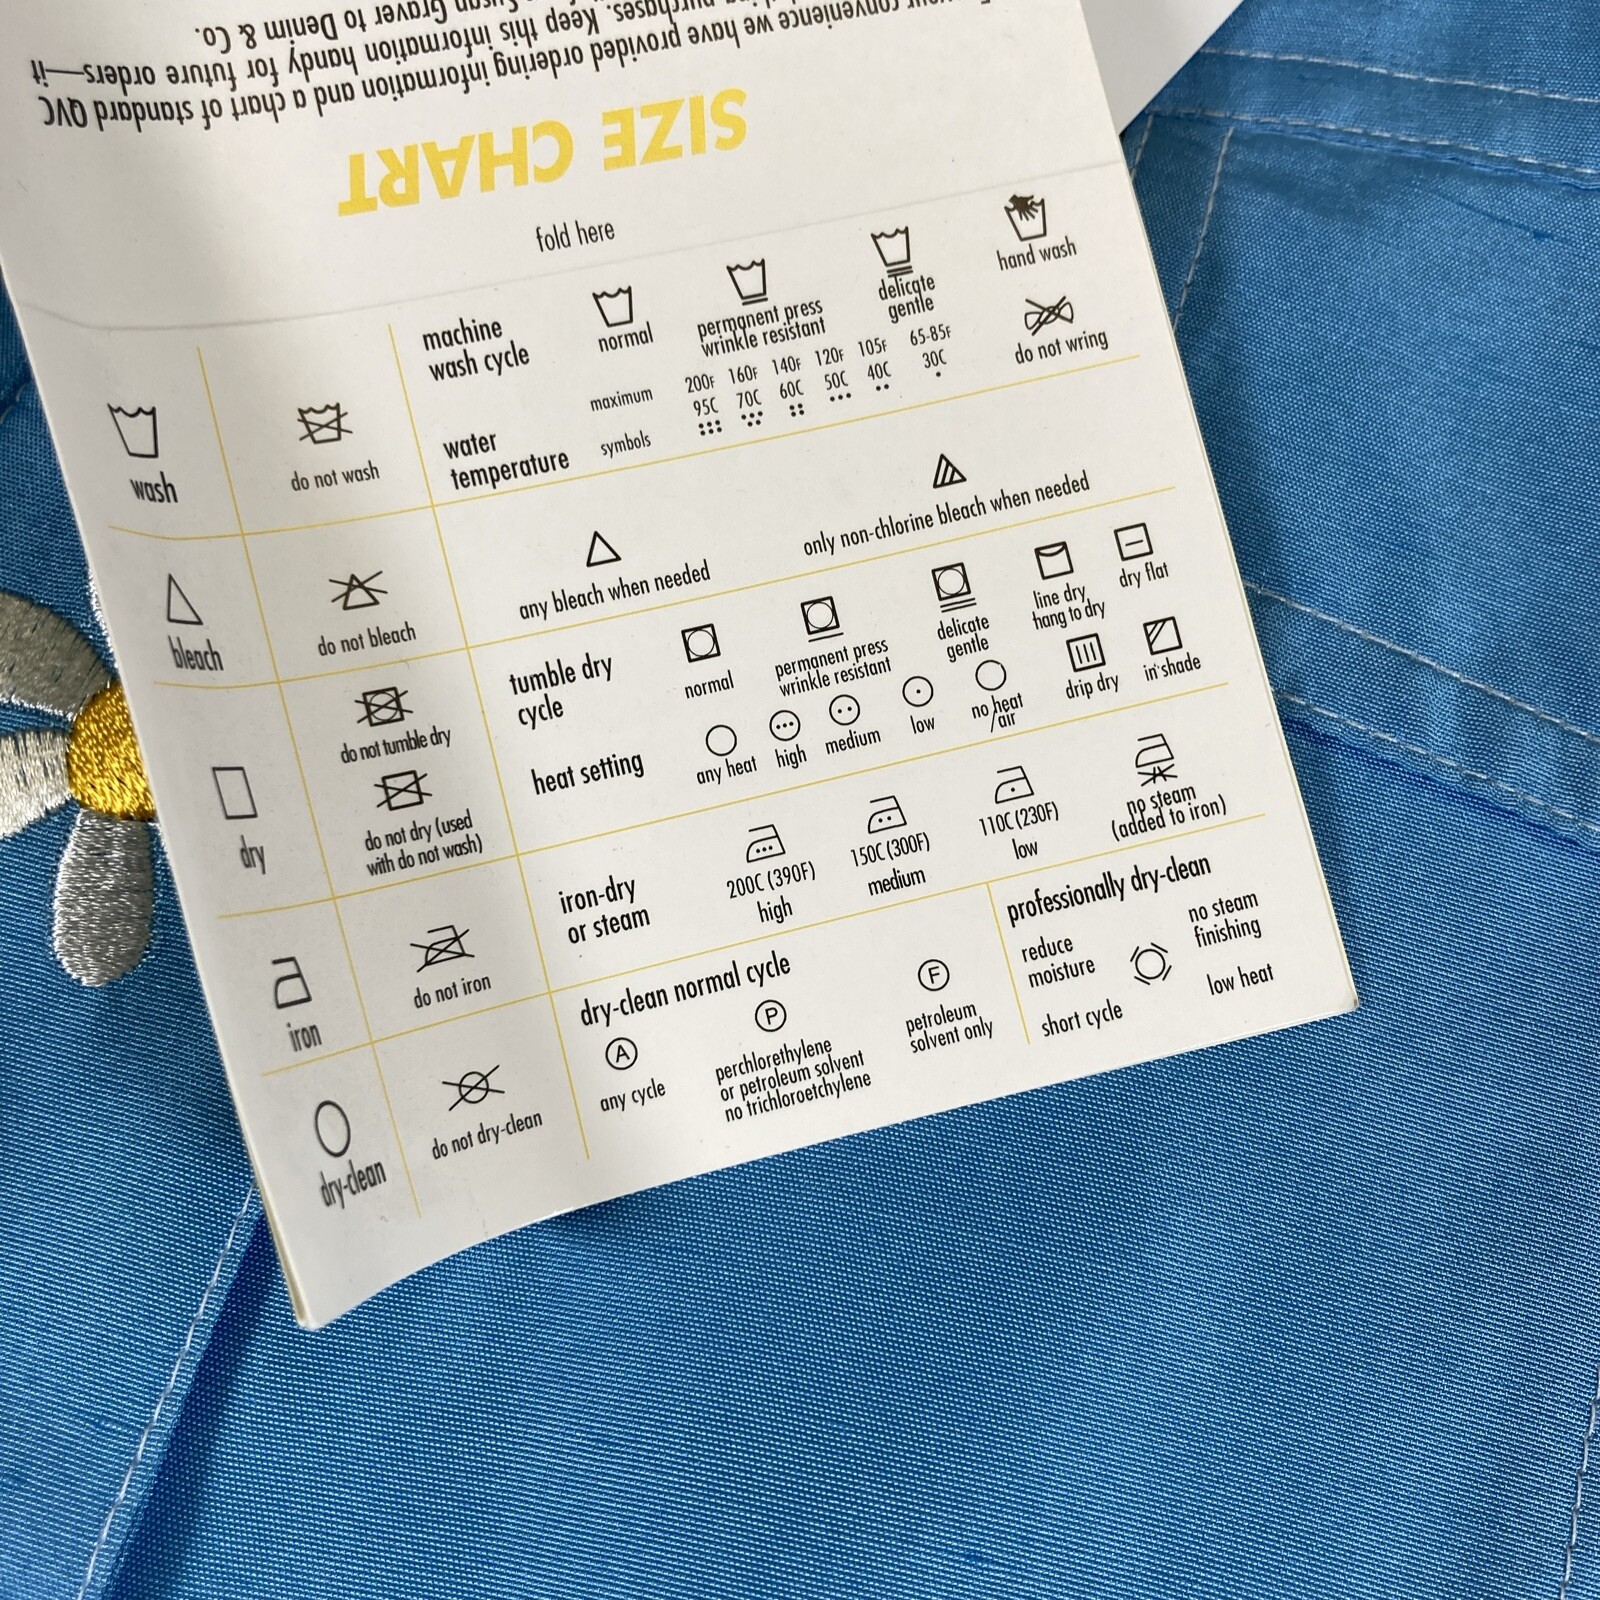 SIZE CHART
For your convenience we have provided ordering information and a chart of standard QVC
purchases. Keep this information handy for future orders—it
Susan Graver to Denim & Co.
fold here
wash
do not wash
machine
wash cycle
normal
permanent press
wrinkle resistant
delicate
gentle
hand wash
water
temperature
maximum
200F 160F 140F 120F 105F 65-85F
95C 70C 60C 50C 40C 30C
symbols
do not wring
bleach
do not bleach
any bleach when needed
only non-chlorine bleach when needed
dry
do not tumble dry
do not dry (used
with do not wash)
tumble dry
cycle
normal
permanent press
wrinkle resistant
delicate
gentle
line dry
hang to dry
dry flat
heat setting
any heat
high
medium
low
no heat
/air
drip dry
in shade
iron
do not iron
iron-dry
or steam
200C (390F)
high
150C (300F)
medium
110C (230F)
low
no steam
(added to iron)
dry-clean
do not dry-clean
dry-clean normal cycle
A
any cycle
P
perchlorethylene
or petroleum solvent
no trichloroetchylene
F
petroleum
solvent only
professionally dry-clean
reduce
moisture
no steam
finishing
short cycle
low heat